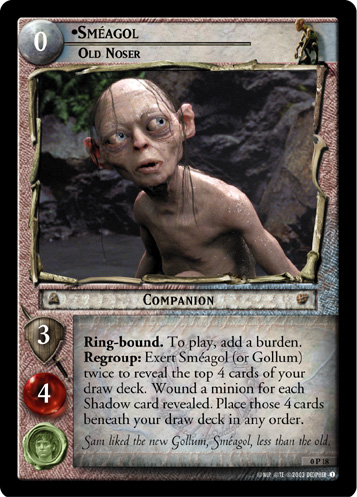 0
•SMÉAGOL
OLD NOSER
COMPANION
3
4
Ring-bound. To play, add a burden.
Regroup: Exert Sméagol (or Gollum)
twice to reveal the top 4 cards of your
draw deck. Wound a minion for each
Shadow card revealed. Place those 4 cards
beneath your draw deck in any order.
Sam liked the new Gollum, Sméagol, less than the old.
0 P 18